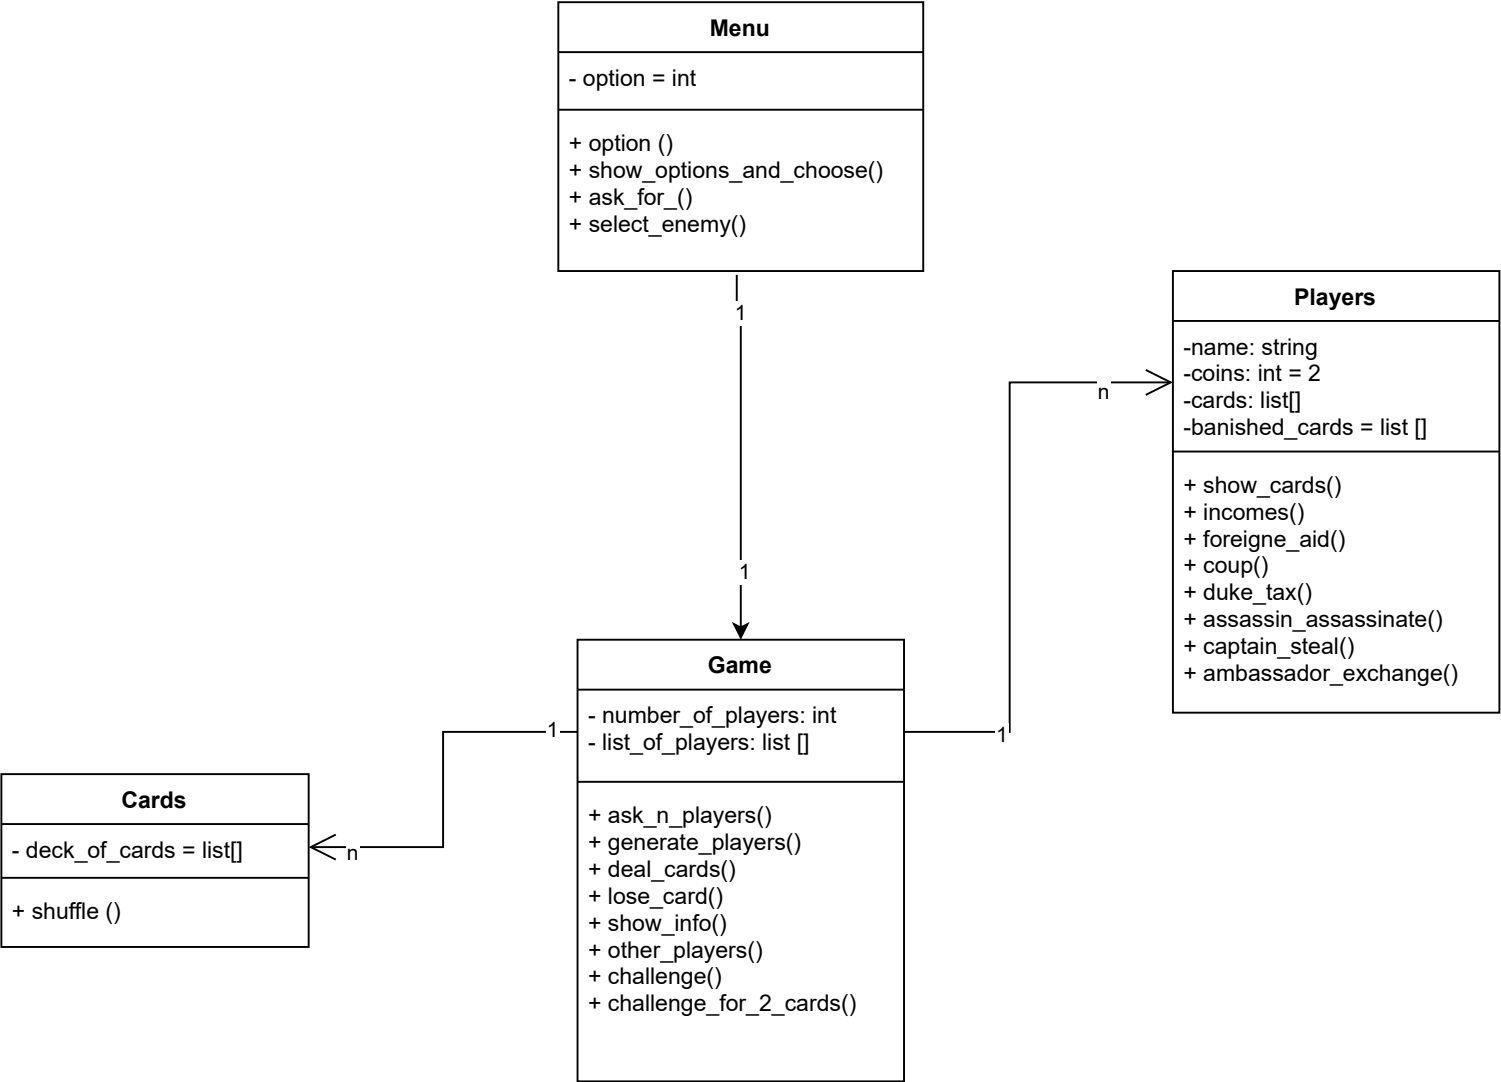 Menu
- option = int
+ option ()
+ show_options_and_choose()
+ ask_for_()
+ select_enemy()
1
1
Players
-name: string
-coins: int = 2
-cards: list[]
-banished_cards = list []
+ show_cards()
+ incomes()
+ foreigne_aid()
+ coup()
+ duke_tax()
+ assassin_assassinate()
+ captain_steal()
+ ambassador_exchange()
n
1
Game
- number_of_players: int
- list_of_players: list []
+ ask_n_players()
+ generate_players()
+ deal_cards()
+ lose_card()
+ show_info()
+ other_players()
+ challenge()
+ challenge_for_2_cards()
1
n
Cards
- deck_of_cards = list[]
+ shuffle ()